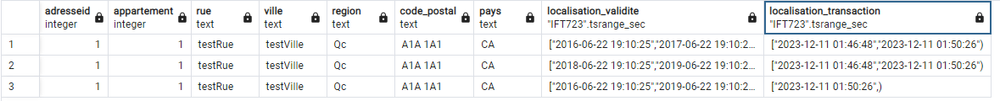 adresseid appartement rue ville region code_postal pays localisation_validite localisation_transaction
integer integer text text text text text "IFT723".tsrange_sec "IFT723".tsrange_sec
1 1 1 testRue testVille Qc A1A 1A1 CA ["2016-06-22 19:10:25","2017-06-22 19:10:2... ["2023-12-11 01:46:48","2023-12-11 01:50:26")
2 1 1 testRue testVille Qc A1A 1A1 CA ["2018-06-22 19:10:25","2019-06-22 19:10:2... ["2023-12-11 01:46:48","2023-12-11 01:50:26")
3 1 1 testRue testVille Qc A1A 1A1 CA ["2016-06-22 19:10:25","2019-06-22 19:10:2... ["2023-12-11 01:50:26",)